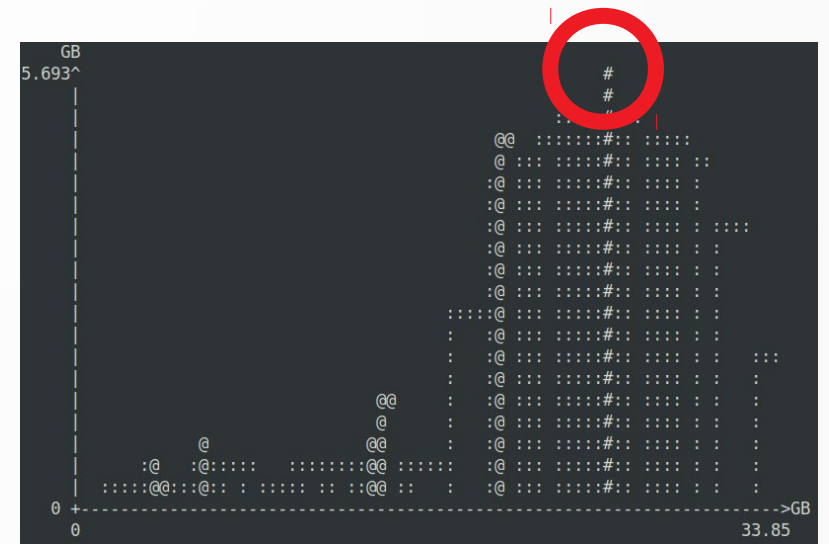 GB
5.693^                                                      #
     |                                                      #
     |                                                 ::   #  :
     |                                           @@  :::::::#:: :::::
     |                                           @ ::: :::::#:: :::: ::
     |                                          :@ ::: :::::#:: :::: :
     |                                          :@ ::: :::::#:: :::: :
     |                                          :@ ::: :::::#:: :::: : ::::
     |                                          :@ ::: :::::#:: :::: : :
     |                                          :@ ::: :::::#:: :::: : :
     |                                          :@ ::: :::::#:: :::: : :
     |                                      :::::@ ::: :::::#:: :::: : :
     |                                      :   :@ ::: :::::#:: :::: : :
     |                                      :   :@ ::: :::::#:: :::: : :   :::
     |                                      :   :@ ::: :::::#:: :::: : :   :
     |                               @@     :   :@ ::: :::::#:: :::: : :   :
     |                               @      :   :@ ::: :::::#:: :::: : :   :
     |             @                @@      :   :@ ::: :::::#:: :::: : :   :
     |       :@   :@:::::   ::::::::@@ ::::::   :@ ::: :::::#:: :::: : :   :
     |  :::::@@:::@:: : ::::: :: ::@@ ::    :   :@ ::: :::::#:: :::: : :   :
   0 +----------------------------------------------------------------------->GB
     0                                                                   33.85